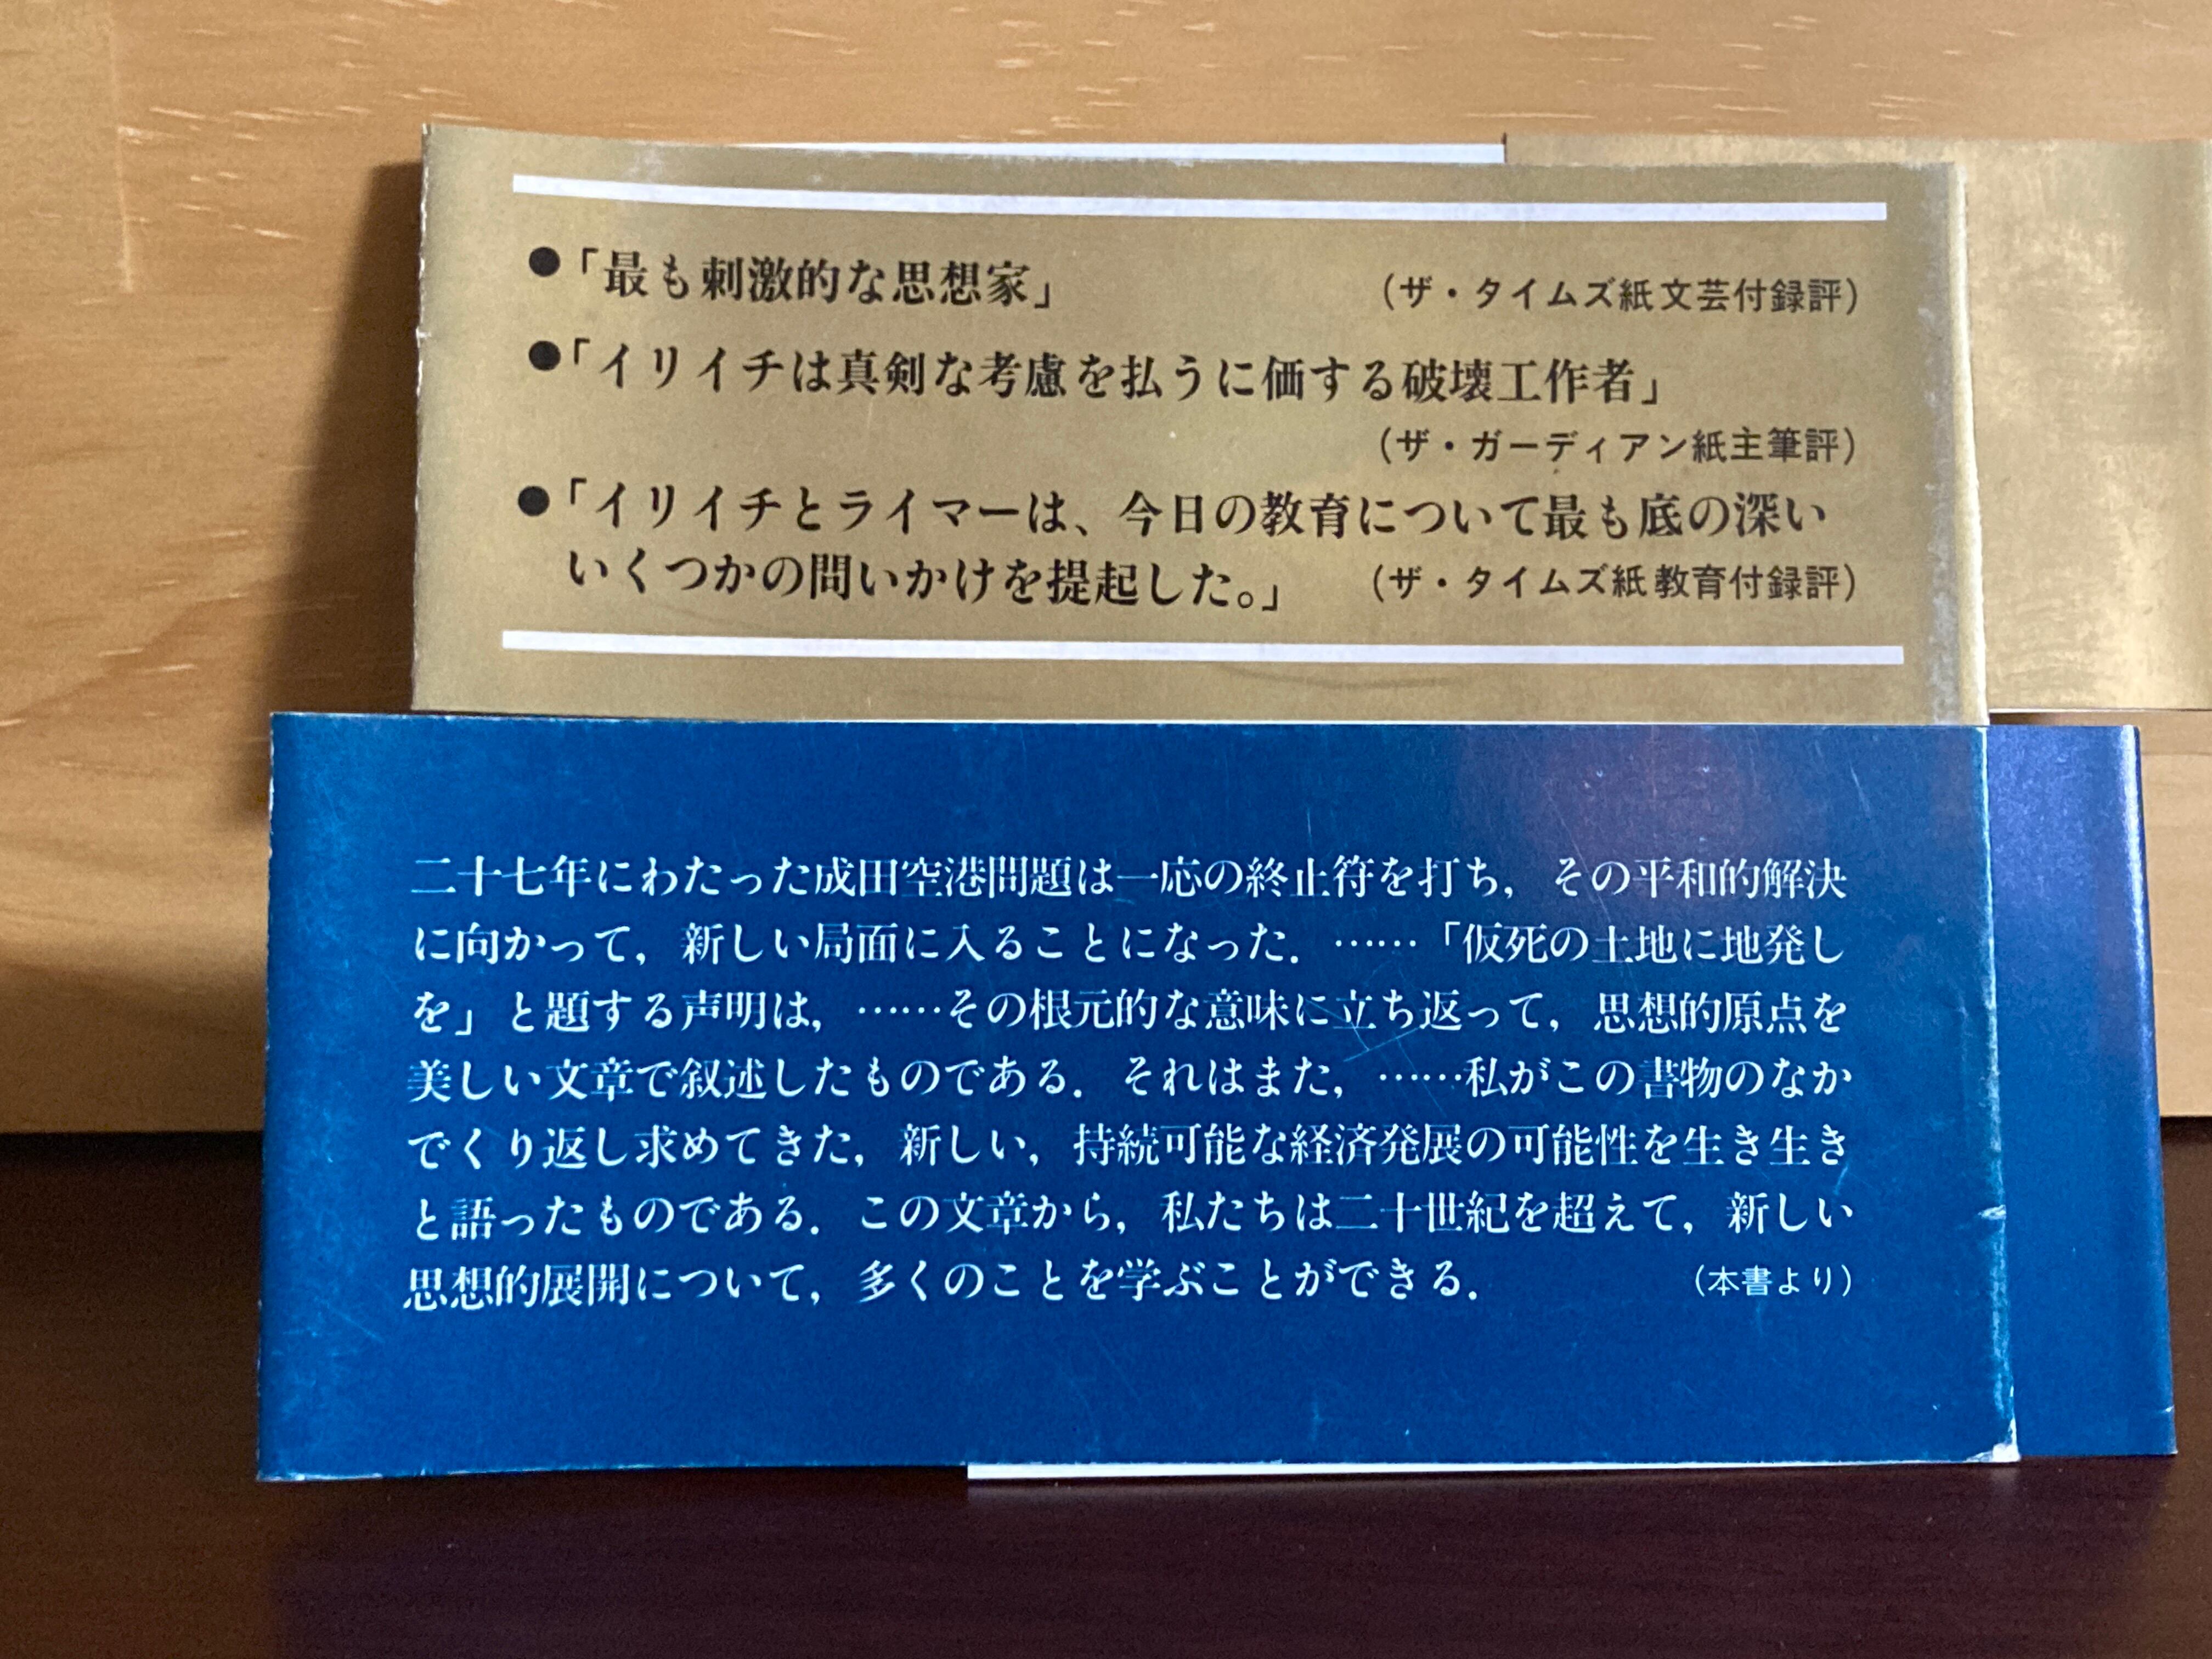 ●「最も刺激的な思想家」 （ザ・タイムズ紙文芸付録評）
●「イリイチは真剣な考慮を払うに価する破壊工作者」
（ザ・ガーディアン紙主筆評）
●「イリイチとライマーは、今日の教育について最も底の深い
いくつかの問いかけを提起した。」 （ザ・タイムズ紙教育付録評）
二十七年にわたった成田空港問題は一応の終止符を打ち，その平和的解決
に向かって，新しい局面に入ることになった．……「仮死の土地に地発し
を」と題する声明は，……その根元的な意味に立ち返って，思想的原点を
美しい文章で叙述したものである．それはまた，……私がこの書物のなか
でくり返し求めてきた，新しい，持続可能な経済発展の可能性を生き生き
と語ったものである．この文章から，私たちは二十世紀を超えて，新しい
思想的展開について，多くのことを学ぶことができる． （本書より）